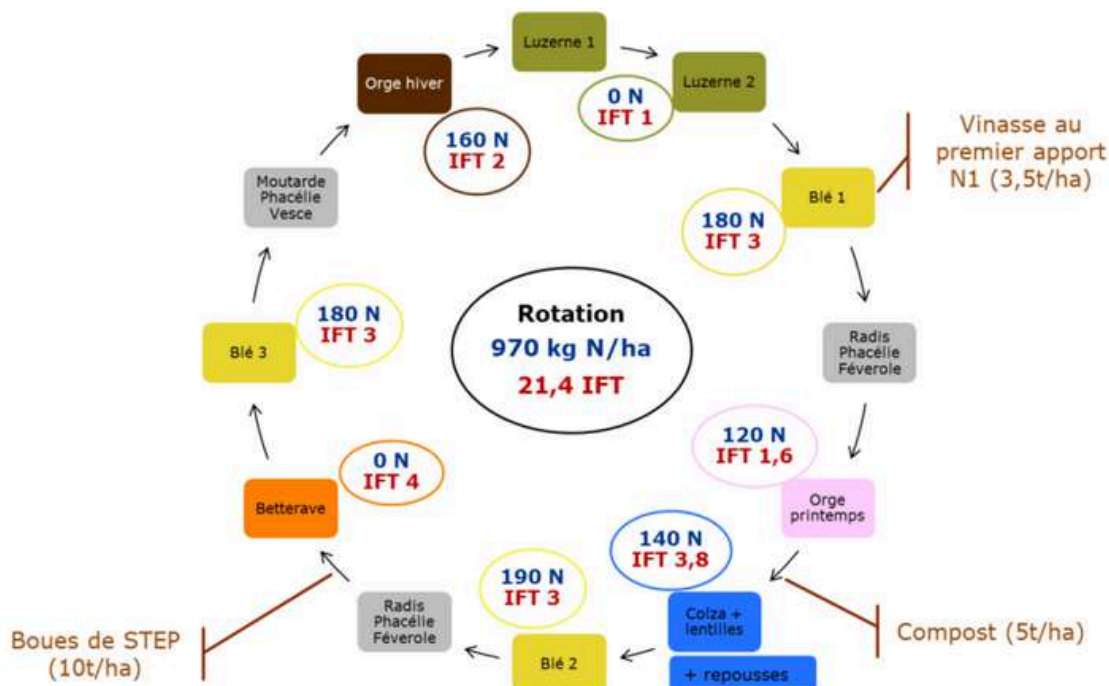 Luzerne 1
Luzerne 2
0 N
IFT 1
Vinasse au
premier apport
N1 (3,5t/ha)
Blé 1
180 N
IFT 3
Radis
Phacélie
Féverole
120 N
IFT 1,6
Orge
printemps
Compost (5t/ha)
140 N
IFT 3,8
Colza +
lentilles
+ repousses
190 N
IFT 3
Blé 2
Radis
Phacélie
Féverole
Boues de STEP
(10t/ha)
0 N
IFT 4
Betterave
180 N
IFT 3
Blé 3
Moutarde
Phacélie
Vesce
Orge hiver
160 N
IFT 2
Rotation
970 kg N/ha
21,4 IFT